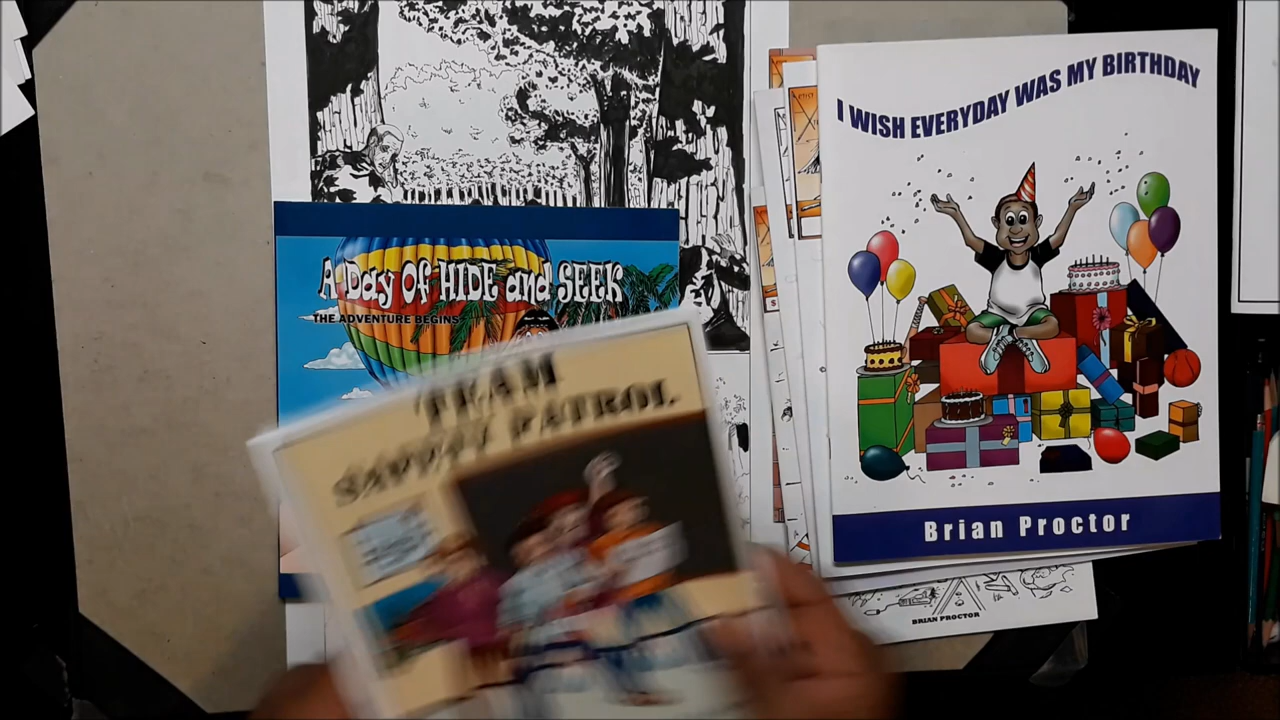 I WISH EVERYDAY WAS MY BIRTHDAY
A Day OF HIDE and SEEK
THE ADVENTURE BEGINS
TEAM
SAFETY PATROL
Brian Proctor
BRIAN PROCTOR